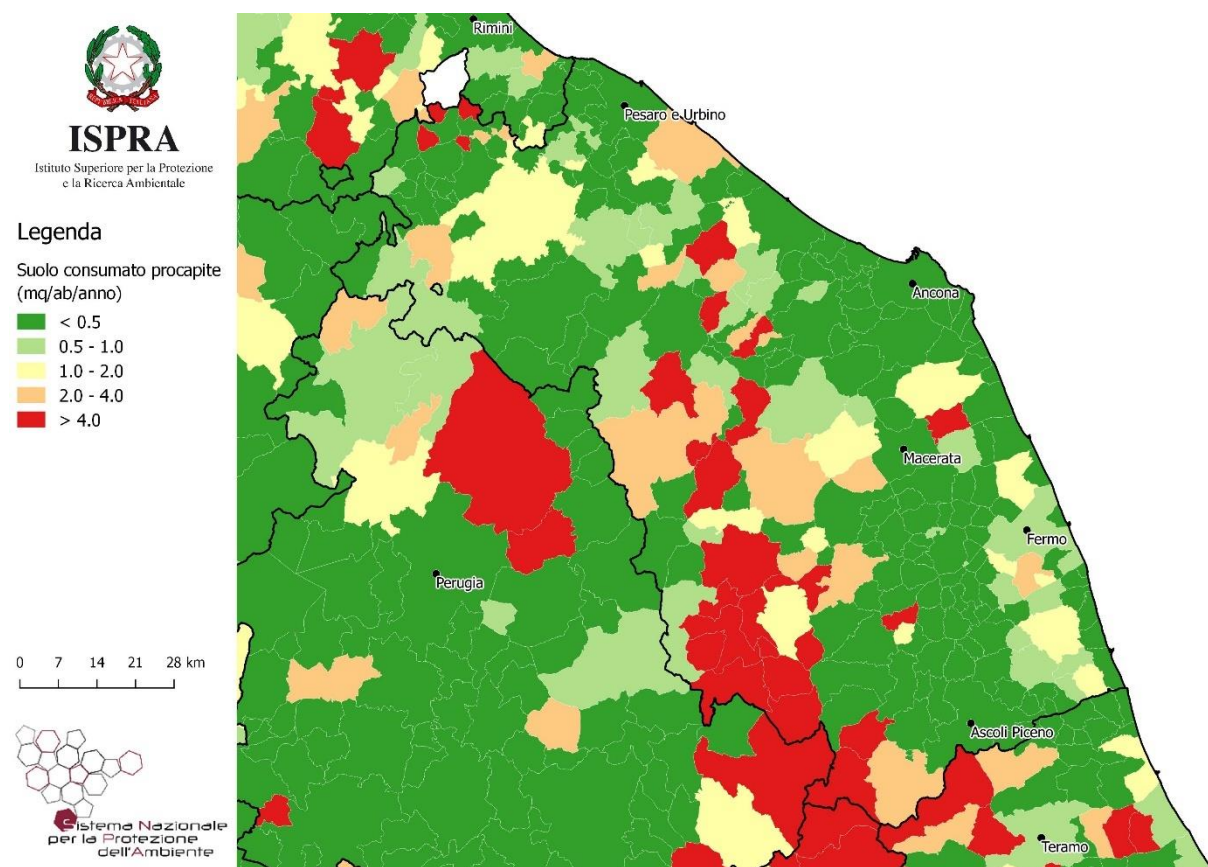 REPVBBLICA ITALIANA
ISPRA
Istituto Superiore per la Protezione
e la Ricerca Ambientale
Legenda
Suolo consumato procapite
(mq/ab/anno)
< 0.5
0.5 - 1.0
1.0 - 2.0
2.0 - 4.0
> 4.0
0 7 14 21 28 km
Sistema Nazionale
per la Protezione
dell'Ambiente
Rimini
Pesaro e Urbino
Ancona
Macerata
Fermo
Perugia
Ascoli Piceno
Teramo